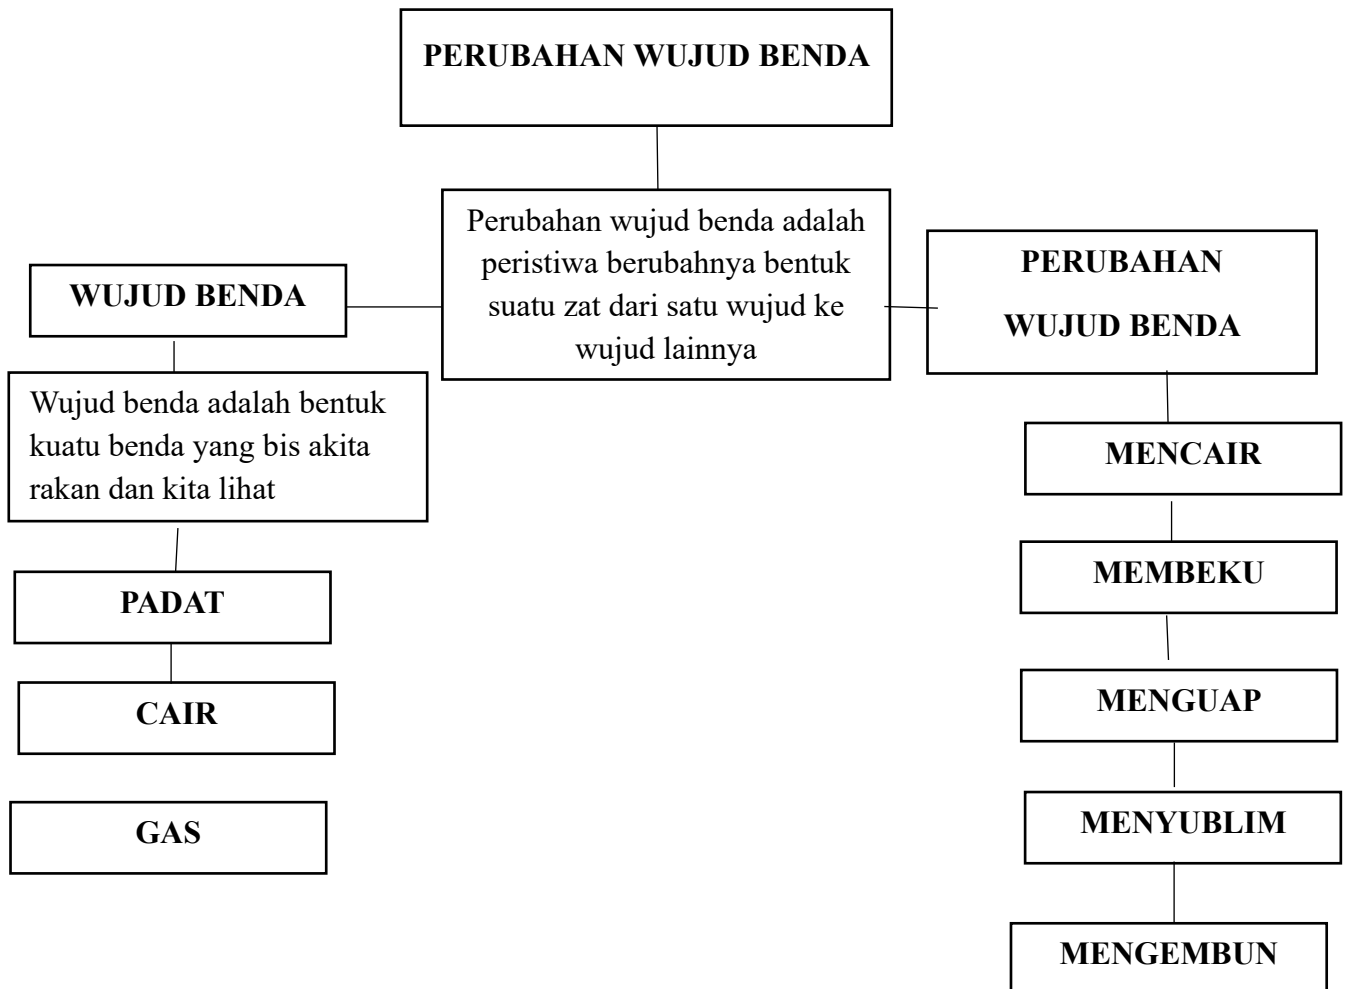 PERUBAHAN WUJUD BENDA
Perubahan wujud benda adalah
peristiwa berubahnya bentuk
suatu zat dari satu wujud ke
wujud lainnya
WUJUD BENDA
Wujud benda adalah bentuk
kuatu benda yang bis akita
rakan dan kita lihat
PADAT
CAIR
GAS
PERUBAHAN
WUJUD BENDA
MENCAIR
MEMBEKU
MENGUAP
MENYUBLIM
MENGEMBUN